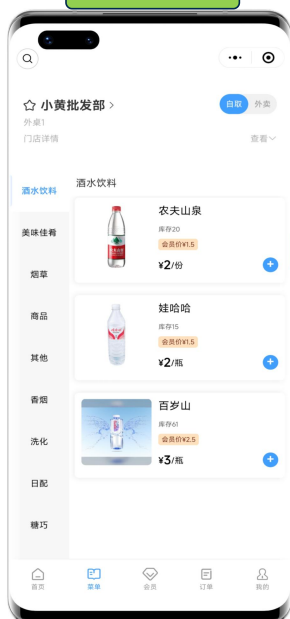 小黄批发部 >
自取 外卖
外桌1
门店详情
查看
酒水饮料
美味佳肴
烟草
商品
其他
香烟
洗化
日配
糖巧
酒水饮料
农夫山泉
库存20
会员价¥1.5
¥2/份
娃哈哈
库存15
会员价¥1.5
¥2/瓶
百岁山
库存61
会员价¥2.5
¥3/瓶
首页
菜单
会员
订单
我的